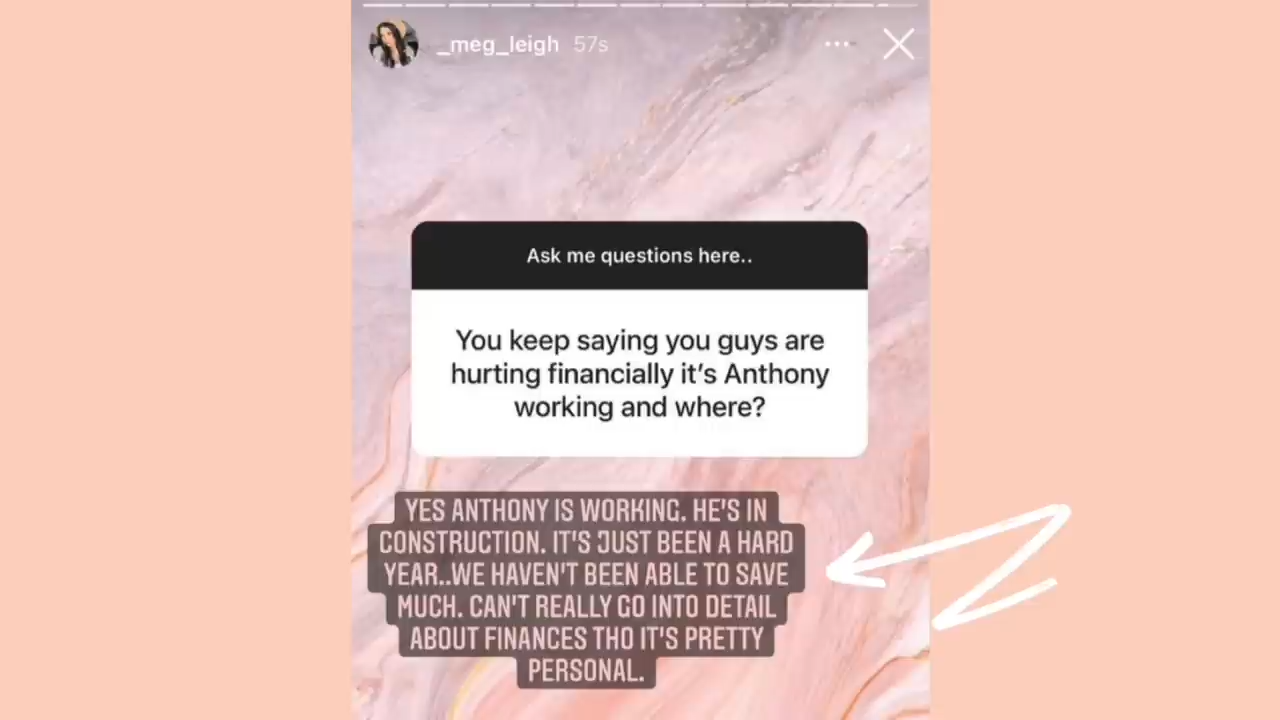 _meg_leigh 57s
Ask me questions here..
You keep saying you guys are
hurting financially it’s Anthony
working and where?
YES ANTHONY IS WORKING. HE'S IN
CONSTRUCTION. IT'S JUST BEEN A HARD
YEAR..WE HAVEN'T BEEN ABLE TO SAVE
MUCH. CAN'T REALLY GO INTO DETAIL
ABOUT FINANCES THO IT'S PRETTY
PERSONAL.